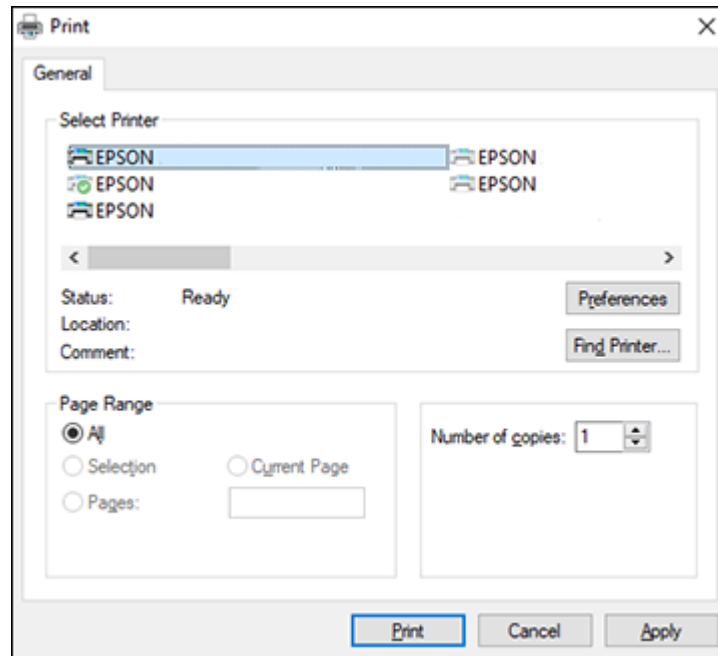 Print
General
Select Printer
EPSON EPSON
EPSON EPSON
EPSON
Status: Ready
Preferences
Location:
Comment:
Find Printer...
Page Range
All
Selection Current Page
Pages:
Number of copies: 1
Print Cancel Apply